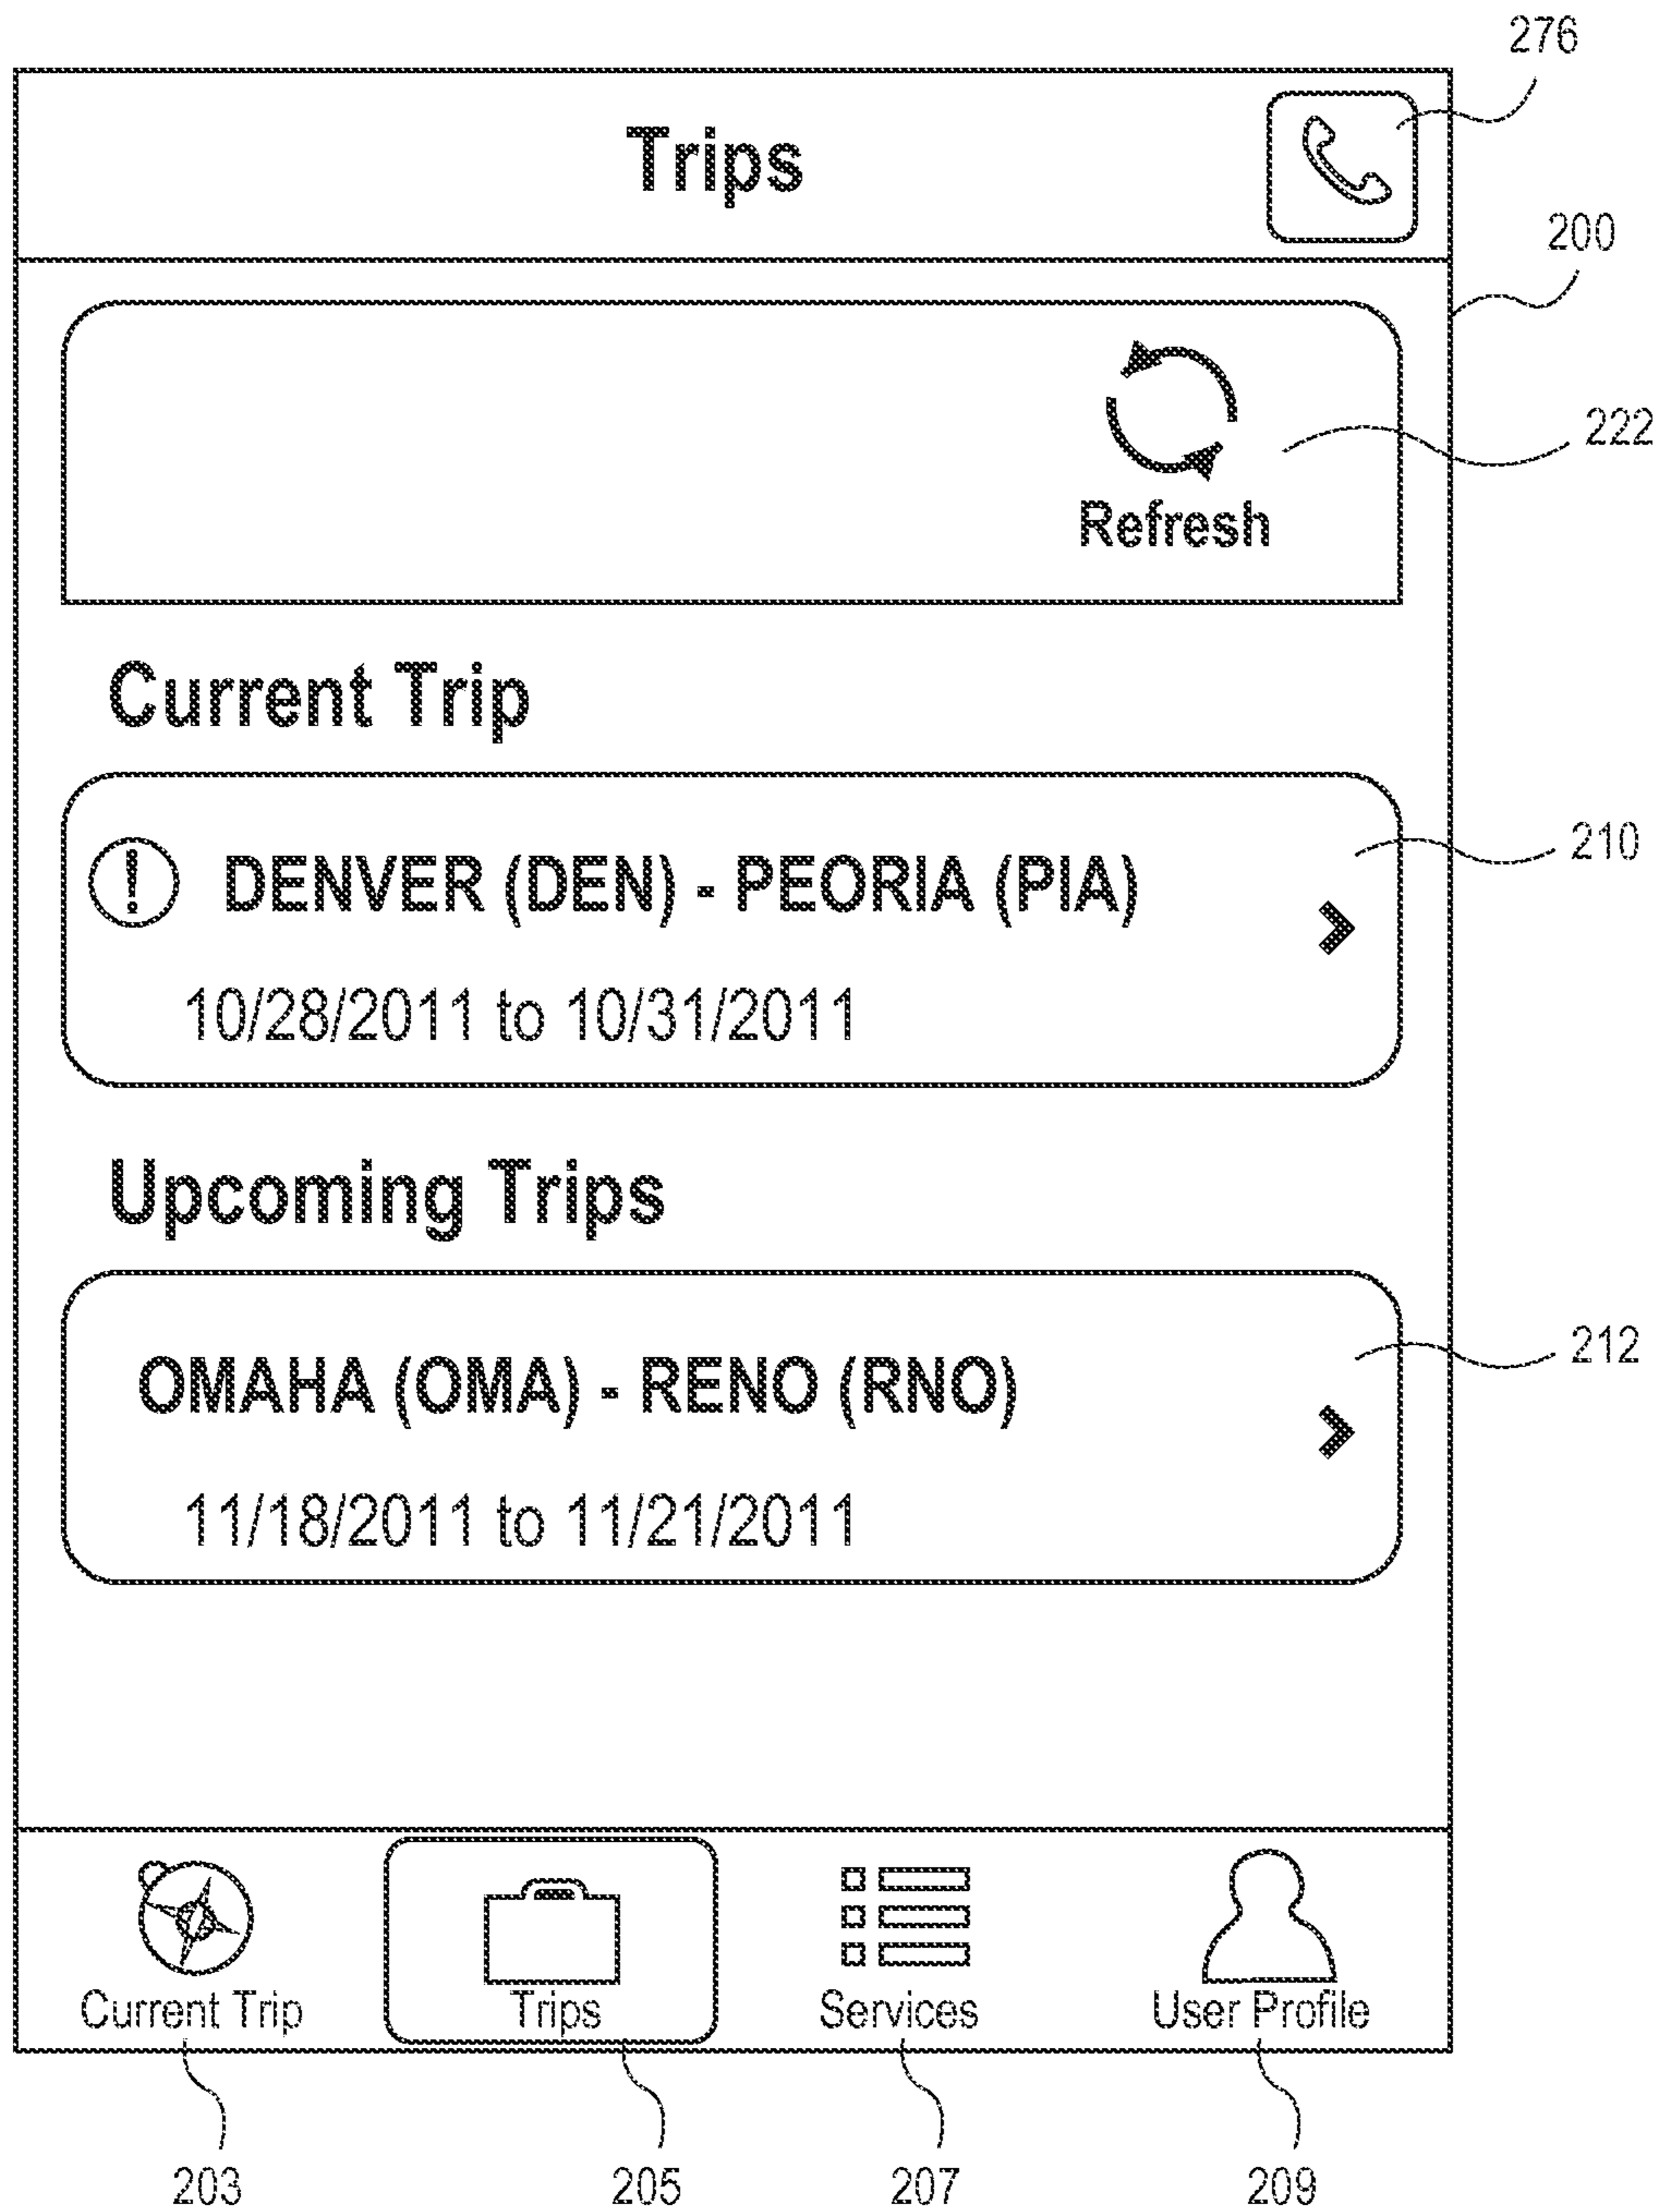 276
Trips
200
222
Refresh
Current Trip
210
! DENVER (DEN) - PEORIA (PIA)
10/28/2011 to 10/31/2011
Upcoming Trips
212
OMAHA (OMA) - RENO (RNO)
11/18/2011 to 11/21/2011
Current Trip Trips Services User Profile
203 205 207 209